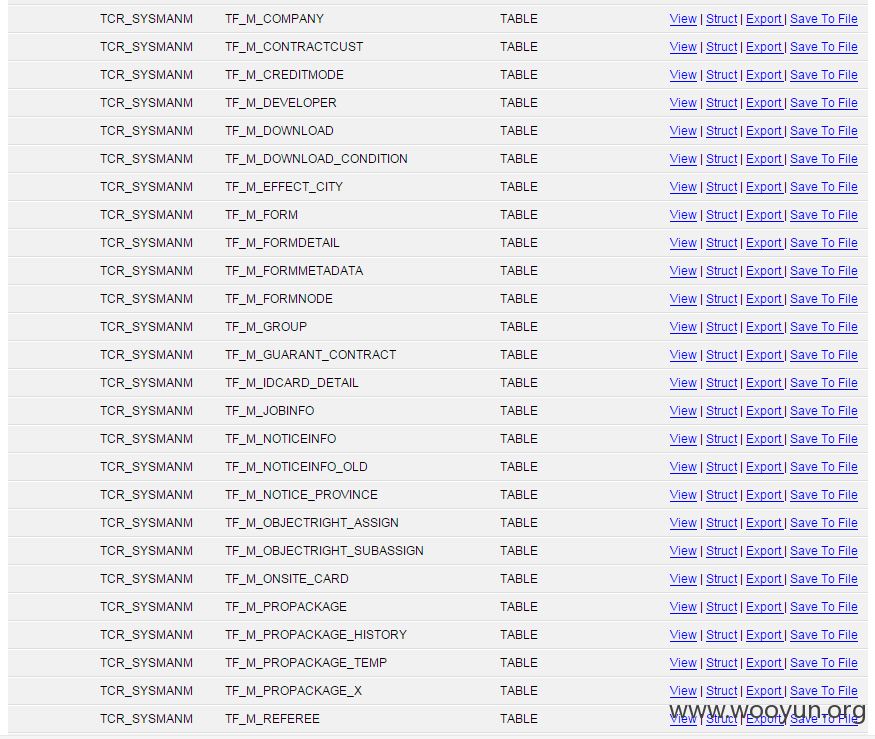 TCR_SYSMANM TF_M_COMPANY TABLE View | Struct | Export | Save To File
TCR_SYSMANM TF_M_CONTRACTCUST TABLE View | Struct | Export | Save To File
TCR_SYSMANM TF_M_CREDITMODE TABLE View | Struct | Export | Save To File
TCR_SYSMANM TF_M_DEVELOPER TABLE View | Struct | Export | Save To File
TCR_SYSMANM TF_M_DOWNLOAD TABLE View | Struct | Export | Save To File
TCR_SYSMANM TF_M_DOWNLOAD_CONDITION TABLE View | Struct | Export | Save To File
TCR_SYSMANM TF_M_EFFECT_CITY TABLE View | Struct | Export | Save To File
TCR_SYSMANM TF_M_FORM TABLE View | Struct | Export | Save To File
TCR_SYSMANM TF_M_FORMDETAIL TABLE View | Struct | Export | Save To File
TCR_SYSMANM TF_M_FORMMETADATA TABLE View | Struct | Export | Save To File
TCR_SYSMANM TF_M_FORMNODE TABLE View | Struct | Export | Save To File
TCR_SYSMANM TF_M_GROUP TABLE View | Struct | Export | Save To File
TCR_SYSMANM TF_M_GUARANT_CONTRACT TABLE View | Struct | Export | Save To File
TCR_SYSMANM TF_M_IDCARD_DETAIL TABLE View | Struct | Export | Save To File
TCR_SYSMANM TF_M_JOBINFO TABLE View | Struct | Export | Save To File
TCR_SYSMANM TF_M_NOTICEINFO TABLE View | Struct | Export | Save To File
TCR_SYSMANM TF_M_NOTICEINFO_OLD TABLE View | Struct | Export | Save To File
TCR_SYSMANM TF_M_NOTICE_PROVINCE TABLE View | Struct | Export | Save To File
TCR_SYSMANM TF_M_OBJECTRIGHT_ASSIGN TABLE View | Struct | Export | Save To File
TCR_SYSMANM TF_M_OBJECTRIGHT_SUBASSIGN TABLE View | Struct | Export | Save To File
TCR_SYSMANM TF_M_ONSITE_CARD TABLE View | Struct | Export | Save To File
TCR_SYSMANM TF_M_PROPACKAGE TABLE View | Struct | Export | Save To File
TCR_SYSMANM TF_M_PROPACKAGE_HISTORY TABLE View | Struct | Export | Save To File
TCR_SYSMANM TF_M_PROPACKAGE_TEMP TABLE View | Struct | Export | Save To File
TCR_SYSMANM TF_M_PROPACKAGE_X TABLE View | Struct | Export | Save To File
TCR_SYSMANM TF_M_REFEREE TABLE View | Struct | Export | Save To File
www.wooyun.org